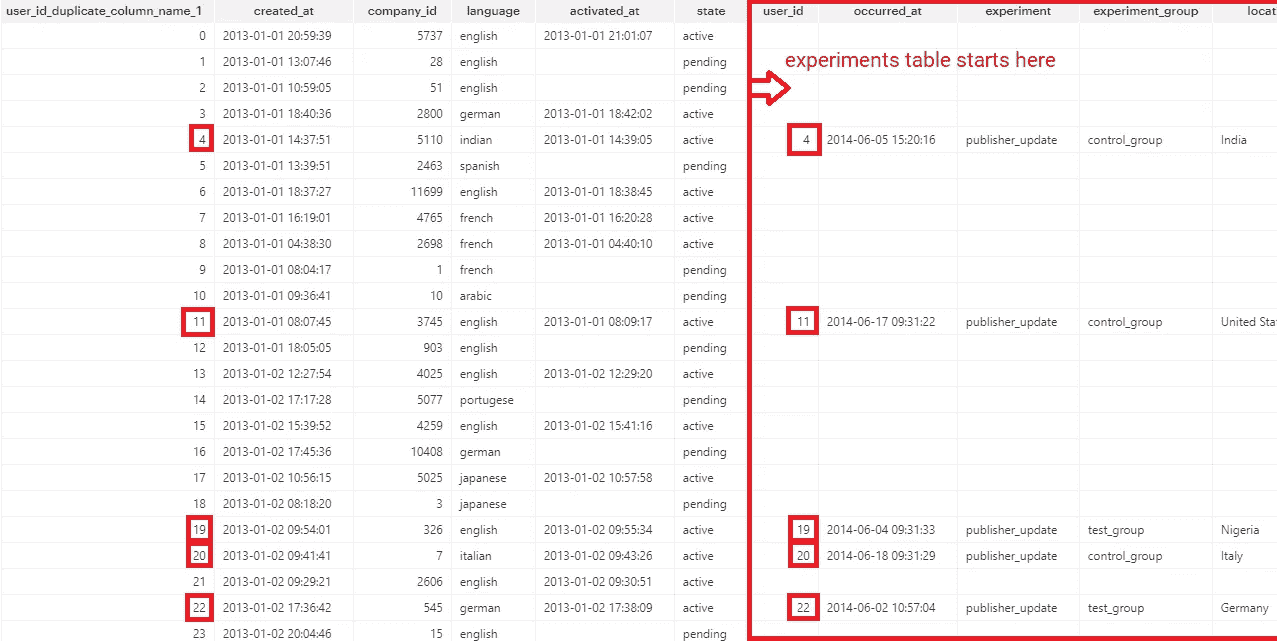 user_id_duplicate_column_name_1 created_at company_id language activated_at state user_id occurred_at experiment experiment_group locat
0 2013-01-01 20:59:39 5737 english 2013-01-01 21:01:07 active
1 2013-01-01 13:07:46 28 english pending
experiments table starts here
2 2013-01-01 10:59:05 51 english pending
3 2013-01-01 18:40:36 2800 german 2013-01-01 18:42:02 active
4 2013-01-01 14:37:51 5110 indian 2013-01-01 14:39:05 active 4 2014-06-05 15:20:16 publisher_update control_group India
5 2013-01-01 13:39:51 2463 spanish pending
6 2013-01-01 18:37:27 11699 english 2013-01-01 18:38:45 active
7 2013-01-01 16:19:01 4765 french 2013-01-01 16:20:28 active
8 2013-01-01 04:38:30 2698 french 2013-01-01 04:40:10 active
9 2013-01-01 08:04:17 1 french pending
10 2013-01-01 09:36:41 10 arabic pending
11 2013-01-01 08:07:45 3745 english 2013-01-01 08:09:17 active 11 2014-06-17 09:31:22 publisher_update control_group United Sta
12 2013-01-01 18:05:05 903 english pending
13 2013-01-02 12:27:54 4025 english 2013-01-02 12:29:20 active
14 2013-01-02 17:17:28 5077 portugese pending
15 2013-01-02 15:39:52 4259 english 2013-01-02 15:41:16 active
16 2013-01-02 17:45:36 10408 german pending
17 2013-01-02 10:56:15 5025 japanese 2013-01-02 10:57:58 active
18 2013-01-02 08:18:20 3 japanese pending
19 2013-01-02 09:54:01 326 english 2013-01-02 09:55:34 active 19 2014-06-04 09:31:33 publisher_update test_group Nigeria
20 2013-01-02 09:41:41 7 italian 2013-01-02 09:43:26 active 20 2014-06-18 09:31:29 publisher_update control_group Italy
21 2013-01-02 09:29:21 2606 english 2013-01-02 09:30:51 active
22 2013-01-02 17:36:42 545 german 2013-01-02 17:38:09 active 22 2014-06-02 10:57:04 publisher_update test_group Germany
23 2013-01-02 20:04:46 15 english pending